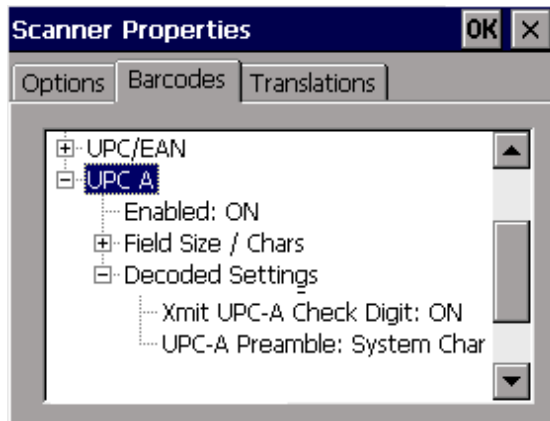 Scanner Properties OK ×
Options Barcodes Translations
UPC/EAN
UPC A
Enabled: ON
Field Size / Chars
Decoded Settings
Xmit UPC-A Check Digit: ON
UPC-A Preamble: System Char